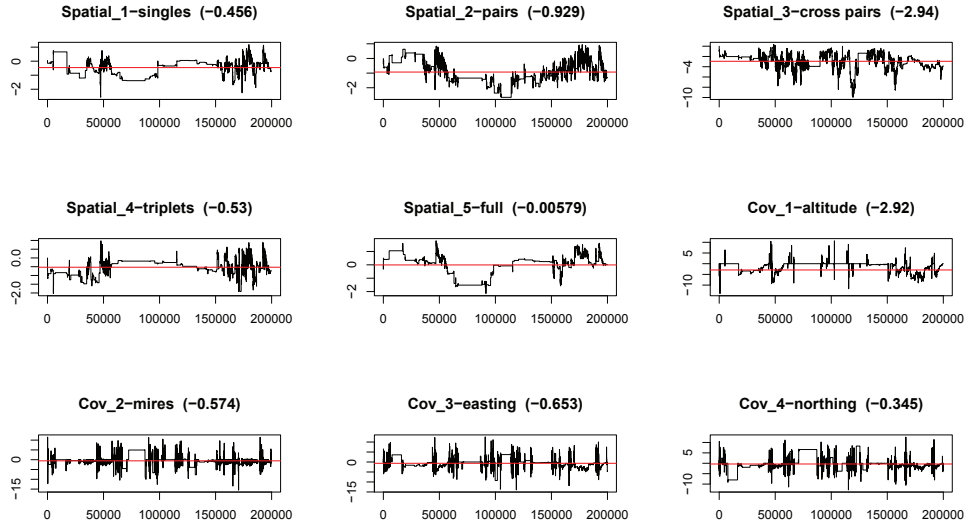 Spatial_1−singles (−0.456)
0
−2
0 50000 100000 150000 200000
Spatial_2−pairs (−0.929)
0
−2
0 50000 100000 150000 200000
Spatial_3−cross pairs (−2.94)
−4
−10
0 50000 100000 150000 200000
Spatial_4−triplets (−0.53)
0.0
−2.0
0 50000 100000 150000 200000
Spatial_5−full (−0.00579)
0
−2
0 50000 100000 150000 200000
Cov_1−altitude (−2.92)
5
−10
0 50000 100000 150000 200000
Cov_2−mires (−0.574)
0
−15
0 50000 100000 150000 200000
Cov_3−easting (−0.653)
0
−15
0 50000 100000 150000 200000
Cov_4−northing (−0.345)
5
−10
0 50000 100000 150000 200000